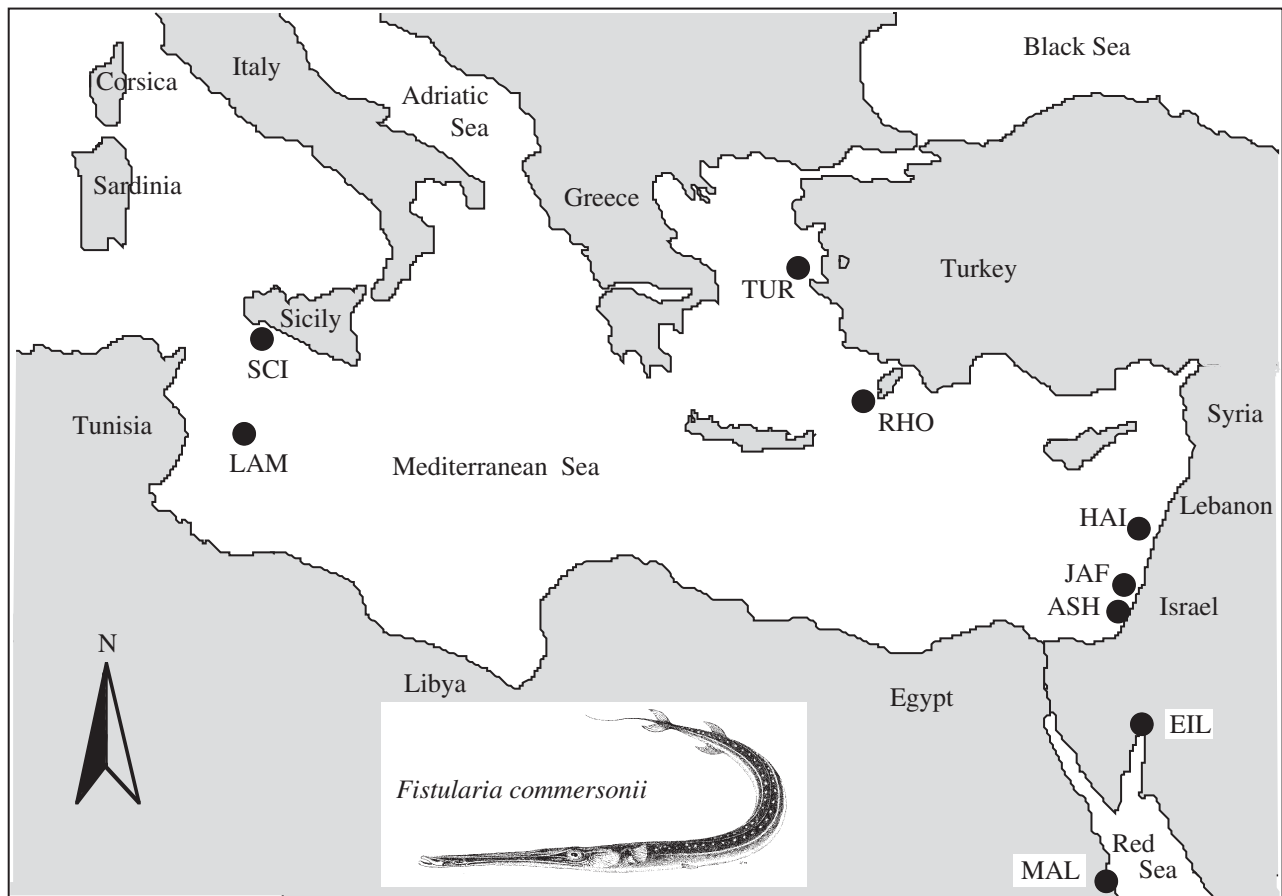 Black Sea
Italy
Corsica
Adriatic
Sea
Sardinia
Greece
Turkey
TUR
Sicily
SCI
Syria
RHO
Tunisia
LAM
Mediterranean Sea
Lebanon
HAI
JAF
ASH
Israel
N
Libya
Egypt
EIL
Fistularia commersonii
Red
Sea
MAL